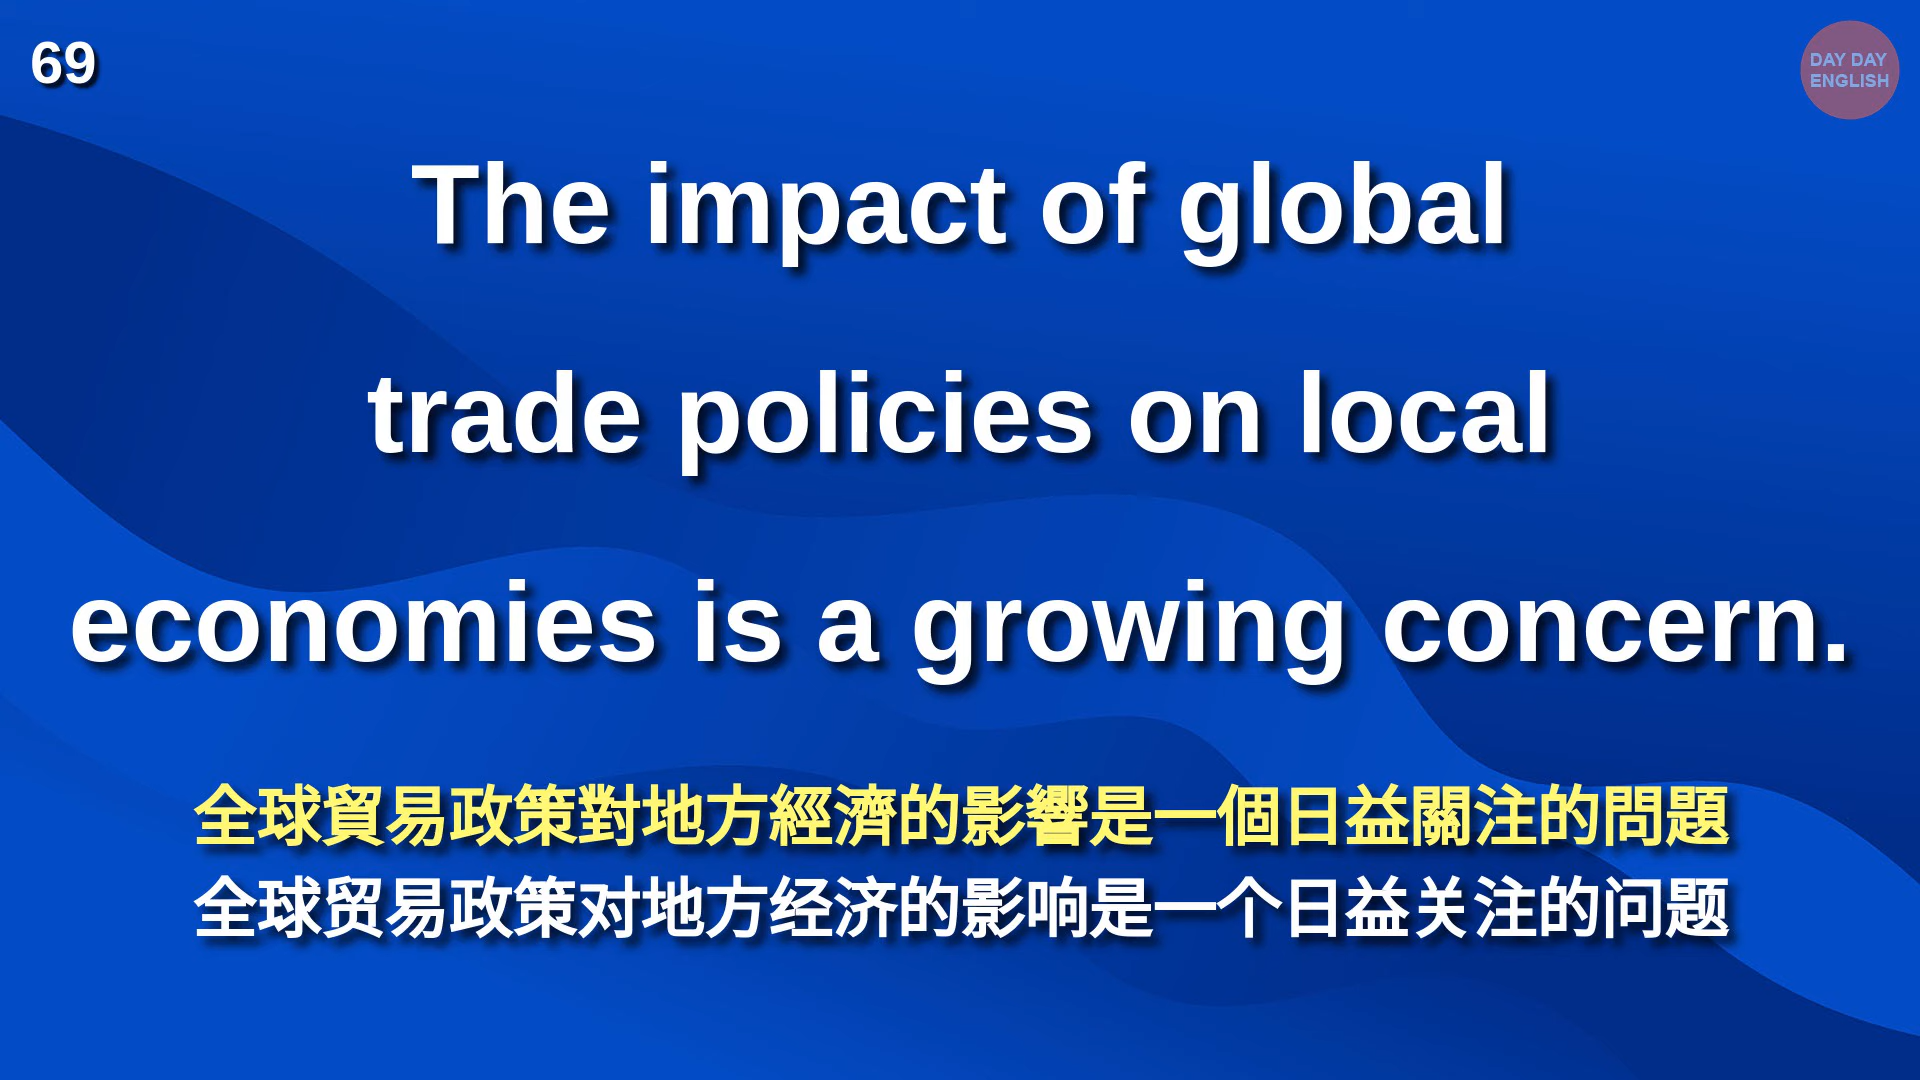 69
DAY DAY
ENGLISH
The impact of global
trade policies on local
economies is a growing concern.
全球貿易政策對地方經濟的影響是一個日益關注的問題
全球贸易政策对地方经济的影响是一个日益关注的问题